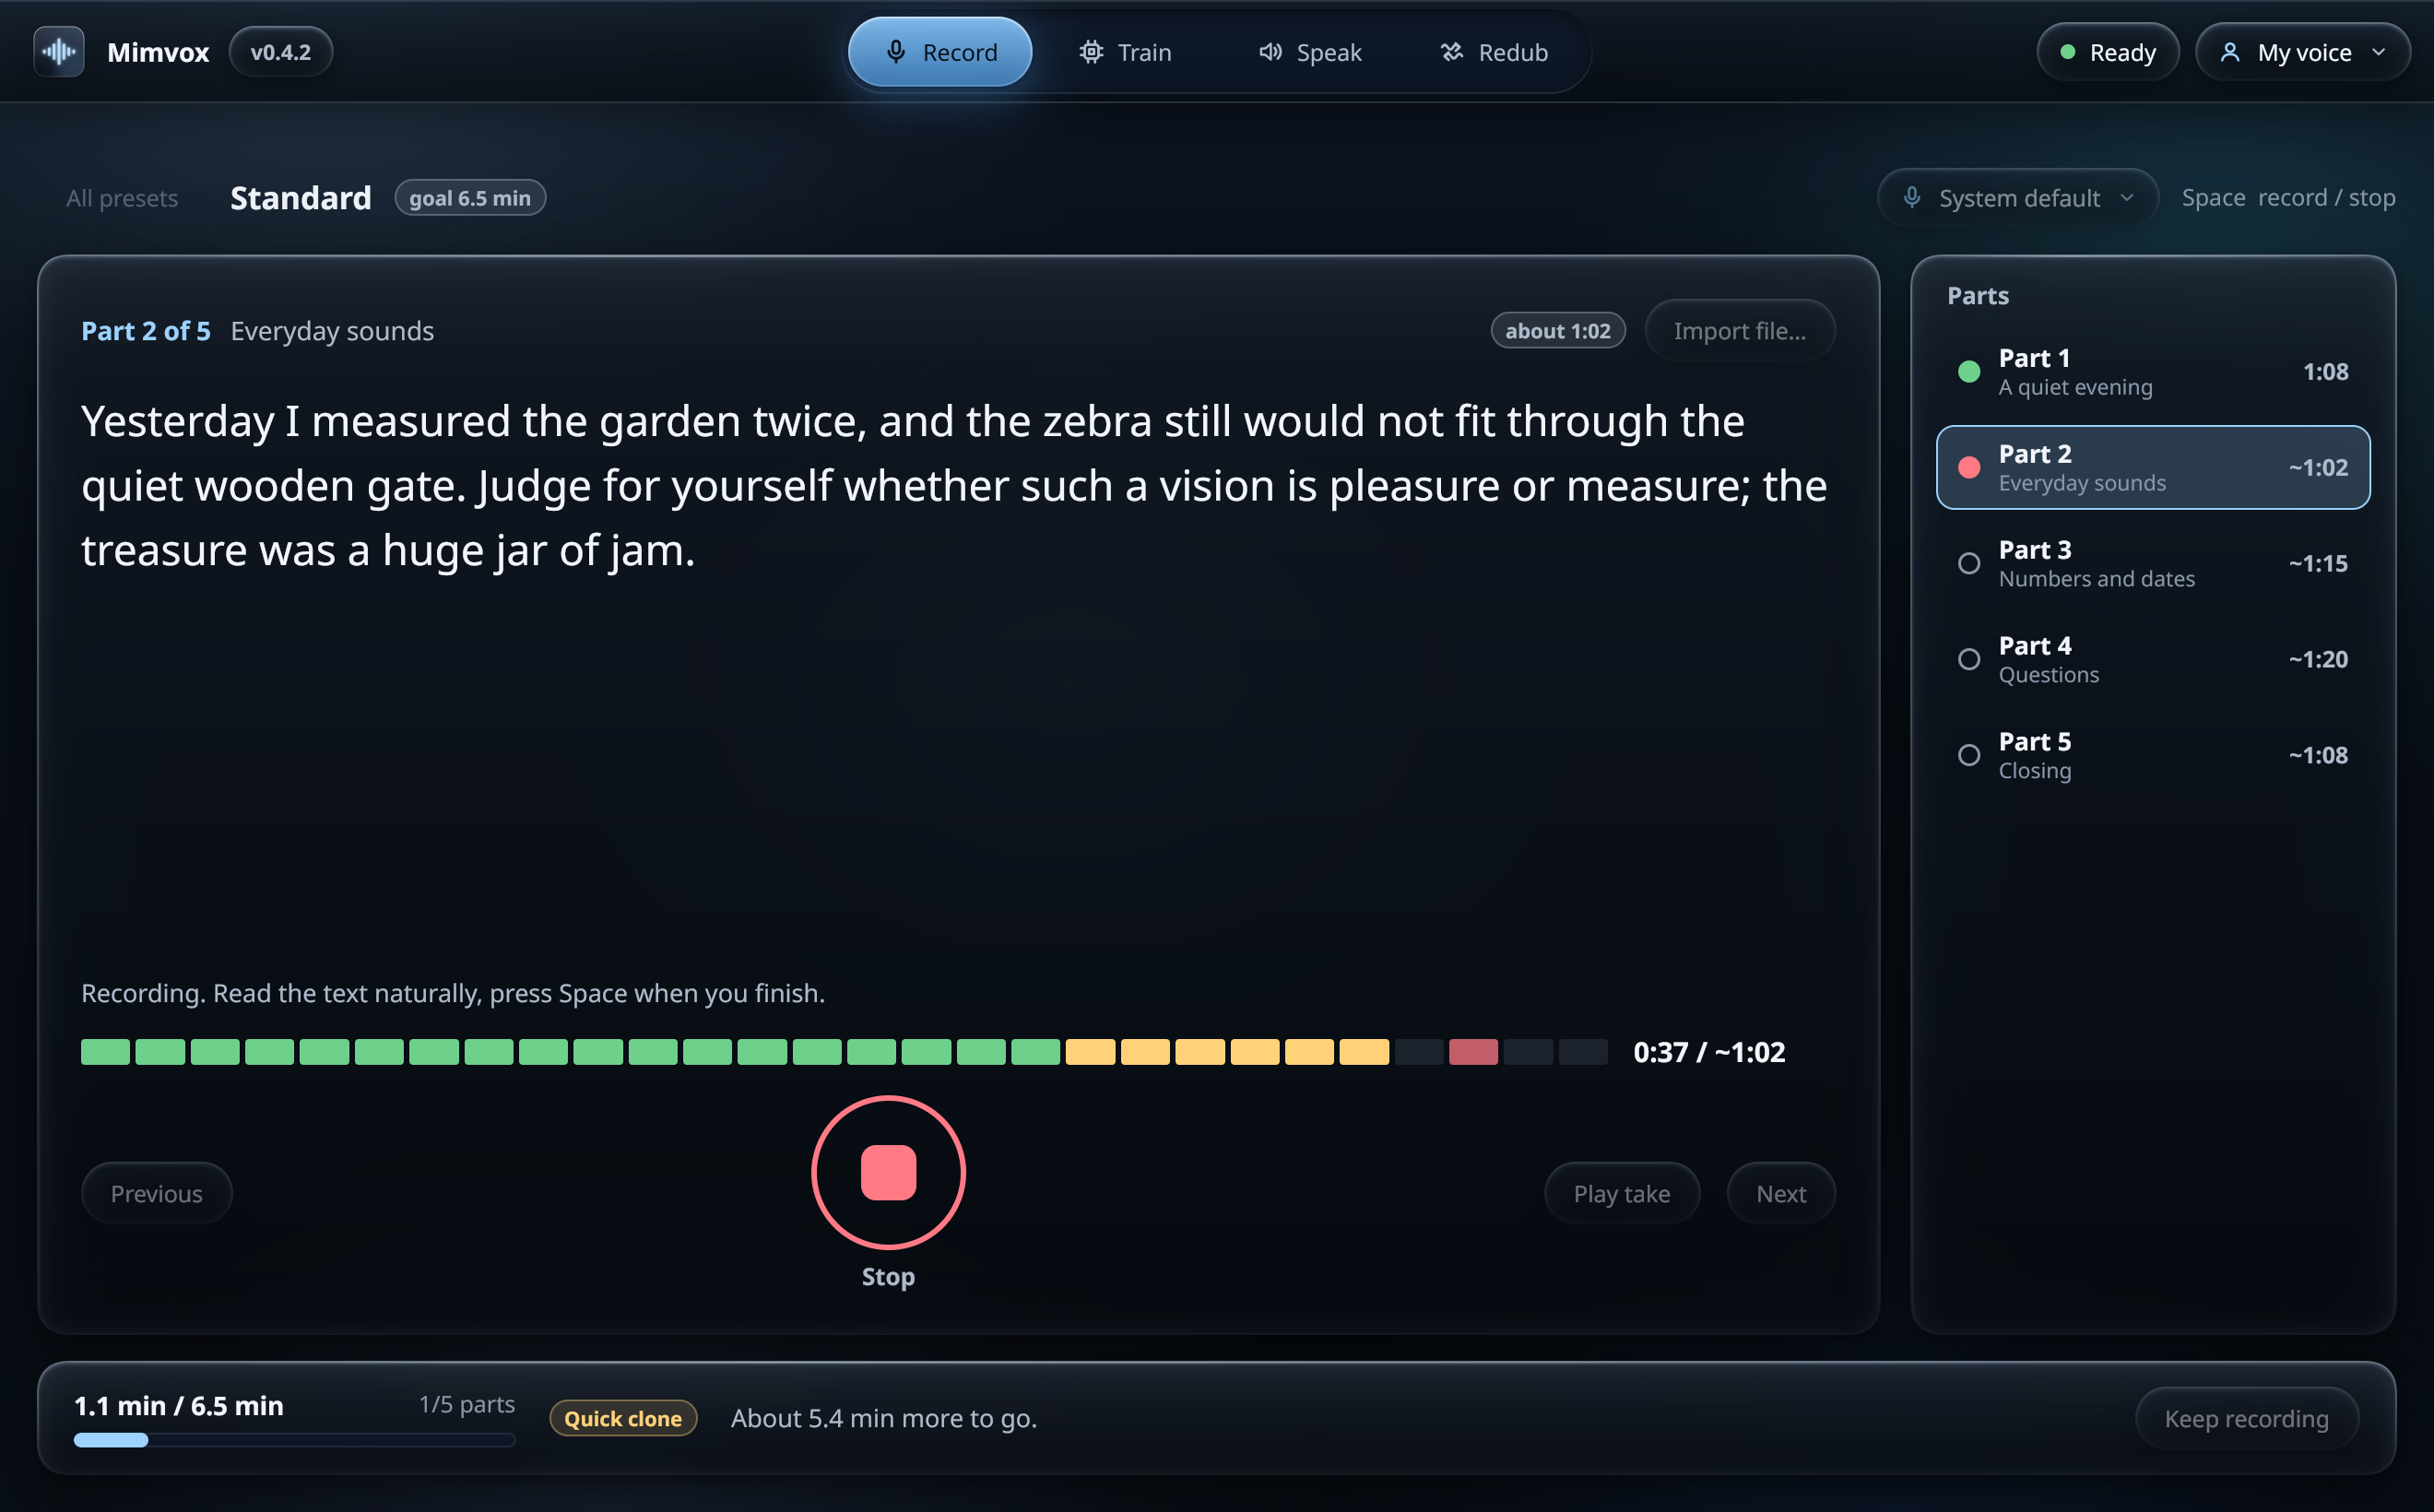 Mimvox v0.4.2 Record Train Speak Redub Ready My voice
All presets Standard goal 6.5 min System default Space record / stop
Part 2 of 5 Everyday sounds about 1:02 Import file...
Yesterday I measured the garden twice, and the zebra still would not fit through the
quiet wooden gate. Judge for yourself whether such a vision is pleasure or measure; the
treasure was a huge jar of jam.
Recording. Read the text naturally, press Space when you finish.
0:37 / ~1:02
Previous Play take Next
Stop
Parts
Part 1 1:08
A quiet evening
Part 2 ~1:02
Everyday sounds
Part 3 ~1:15
Numbers and dates
Part 4 ~1:20
Questions
Part 5 ~1:08
Closing
1.1 min / 6.5 min 1/5 parts Quick clone About 5.4 min more to go. Keep recording